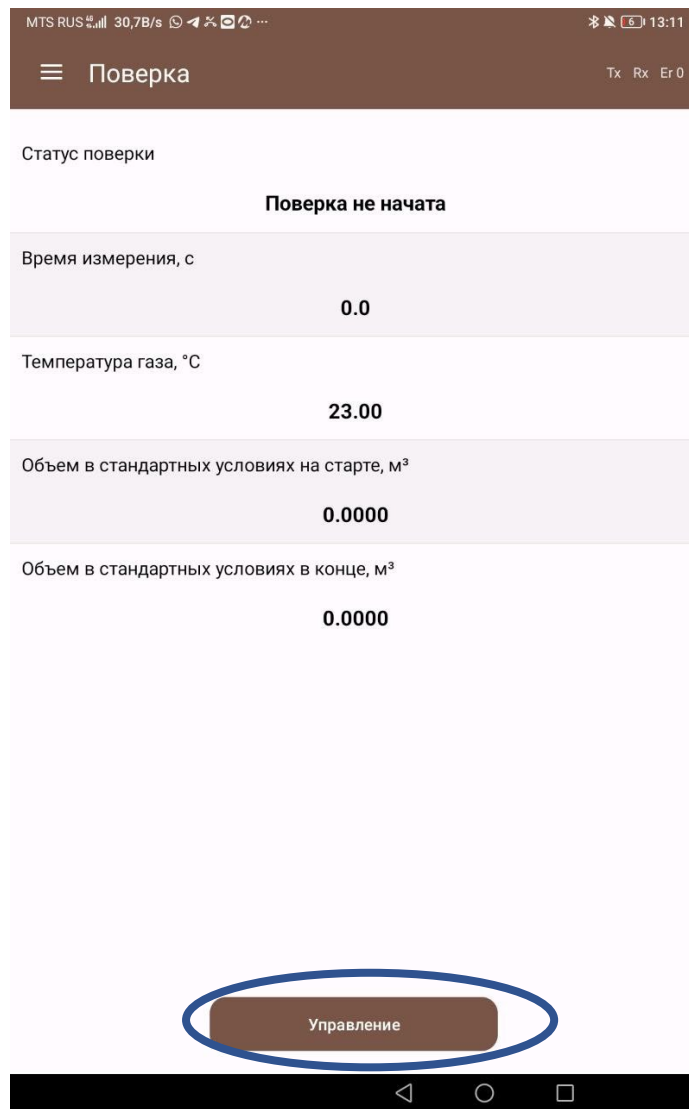 MTS RUS 30,7B/s ... 6 13:11
Поверка Tx Rx Er 0
Статус поверки
Поверка не начата
Время измерения, с
0.0
Температура газа, °C
23.00
Объем в стандартных условиях на старте, м³
0.0000
Объем в стандартных условиях в конце, м³
0.0000
Управление